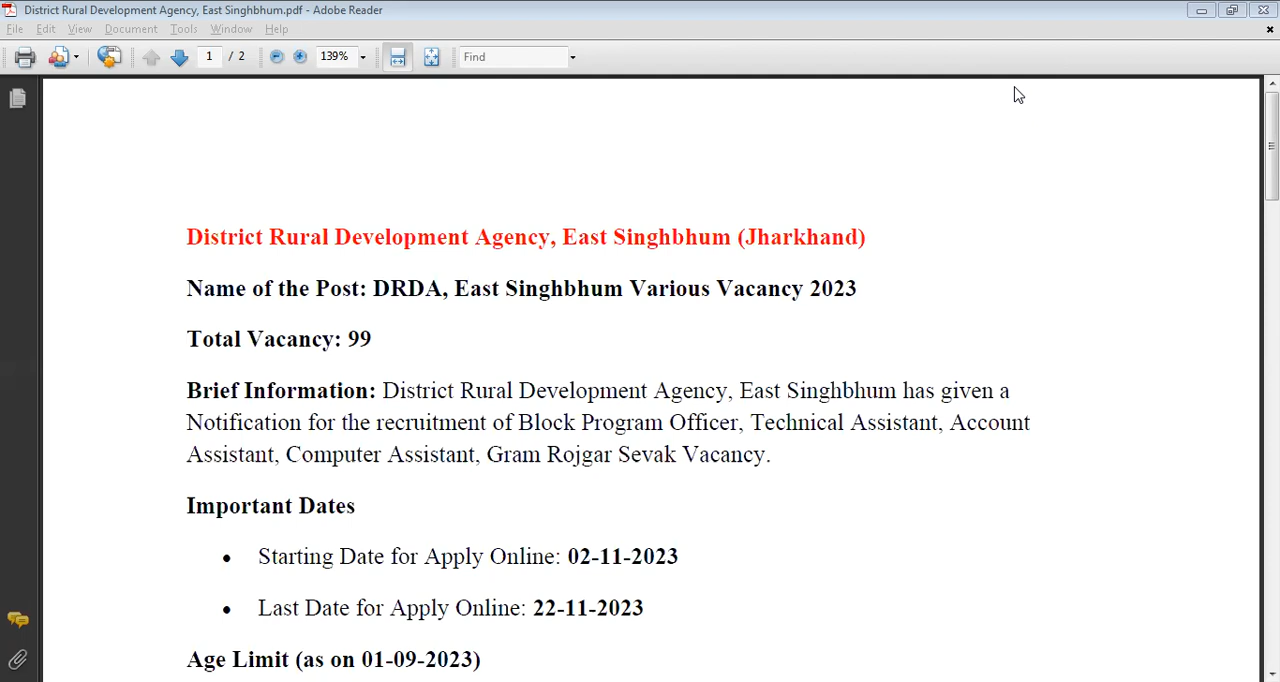 District Rural Development Agency, East Singhbhum.pdf - Adobe Reader
File Edit View Document Tools Window Help
1 / 2 139% Find
District Rural Development Agency, East Singhbhum (Jharkhand)
Name of the Post: DRDA, East Singhbhum Various Vacancy 2023
Total Vacancy: 99
Brief Information: District Rural Development Agency, East Singhbhum has given a
Notification for the recruitment of Block Program Officer, Technical Assistant, Account
Assistant, Computer Assistant, Gram Rojgar Sevak Vacancy.
Important Dates
• Starting Date for Apply Online: 02-11-2023
• Last Date for Apply Online: 22-11-2023
Age Limit (as on 01-09-2023)